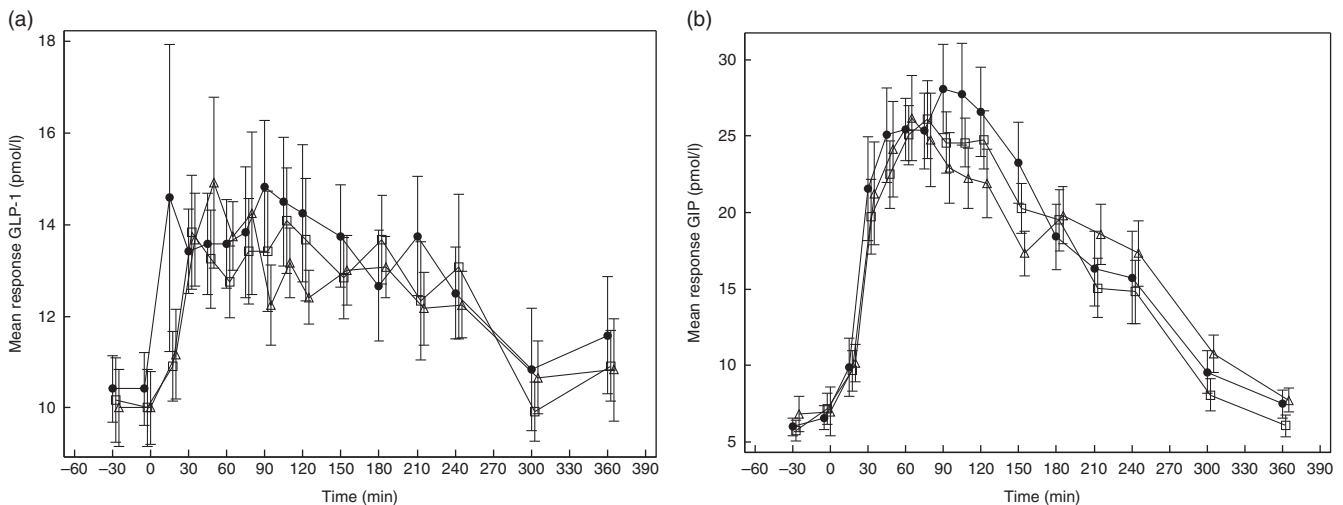 (a)
18
16
14
12
10
Mean response GLP-1 (pmol/l)
–60 –30 0 30 60 90 120 150 180 210 240 270 300 330 360 390
Time (min)
(b)
30
25
20
15
10
5
Mean response GIP (pmol/l)
–60 –30 0 30 60 90 120 150 180 210 240 270 300 330 360 390
Time (min)